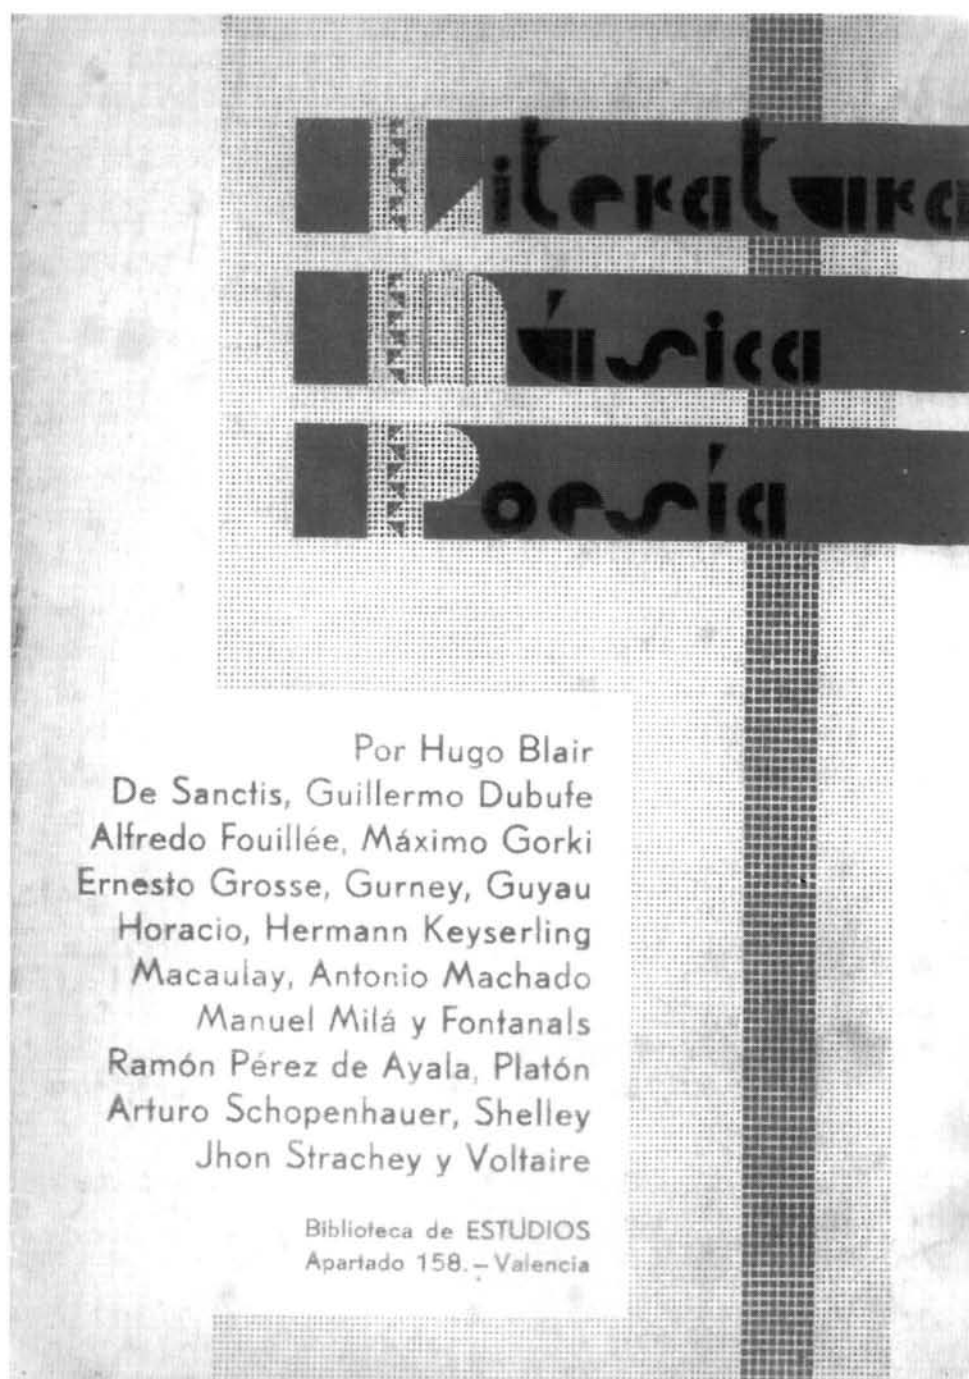 Literatura
Música
Poesía
Por Hugo Blair
De Sanctis, Guillermo Dubufe
Alfredo Fouillée, Máximo Gorki
Ernesto Grosse, Gurney, Guyau
Horacio, Hermann Keyserling
Macaulay, Antonio Machado
Manuel Milá y Fontanals
Ramón Pérez de Ayala, Platón
Arturo Schopenhauer, Shelley
Jhon Strachey y Voltaire
Biblioteca de ESTUDIOS
Apartado 158.—Valencia